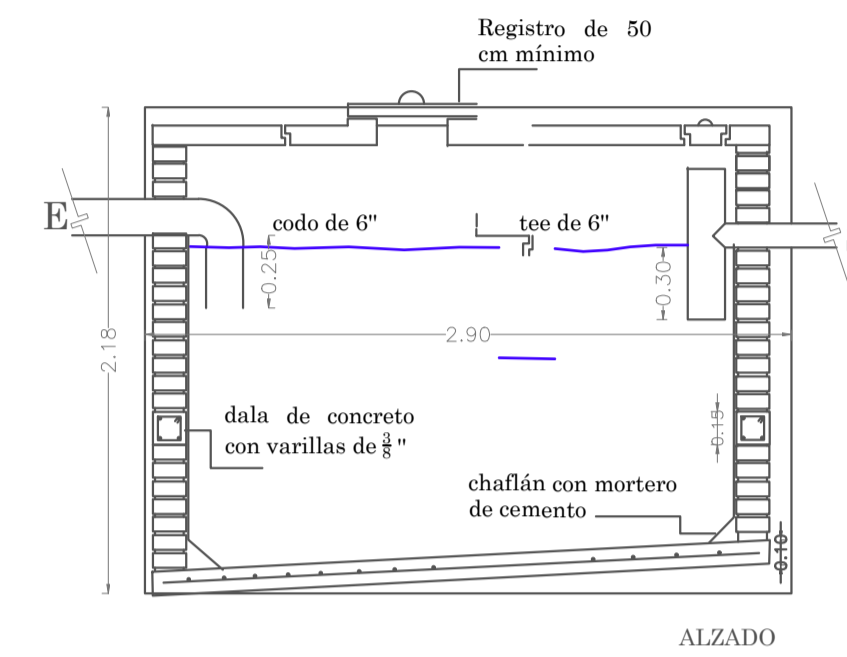 Registro de 50
cm mínimo
E
codo de 6"
tee de 6"
0.25
0.30
2.90
2.18
dala de concreto
con varillas de 3/8 "
0.15
chaflán con mortero
de cemento
0.10
ALZADO